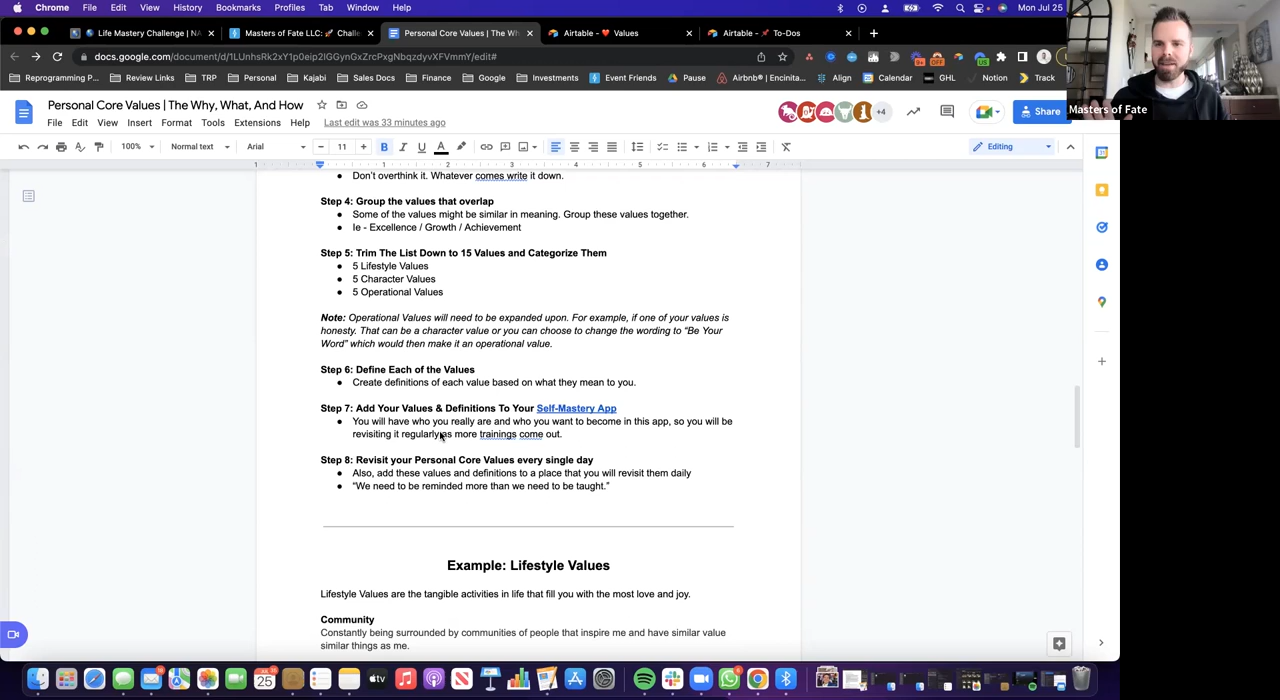 Chrome File Edit View History Bookmarks Profiles Tab Window Help Mon Jul 25
Life Mastery Challenge | NA
Masters of Fate LLC: 🚀 Challe
Personal Core Values | The Wh
Airtable - ❤️ Values
Airtable - 🚀 To-Dos
docs.google.com/document/d/1LUnhsRk2xY1p0eip2IGGynGxZrcPxgNbqzdyvXFVmmY/edit#
Reprogramming P... Review Links TRP Personal Kajabi Sales Docs Finance Google Investments Event Friends Pause Airbnb® | Encinita... Align Calendar GHL Notion Track
Masters of Fate
Personal Core Values | The Why, What, And How
+4
Share
File Edit View Insert Format Tools Extensions Help Last edit was 33 minutes ago
100% Normal text Arial 11 Editing
1 1 2 3 4 5 6 7
Don't overthink it. Whatever comes write it down.
Step 4: Group the values that overlap
Some of the values might be similar in meaning. Group these values together.
Ie - Excellence / Growth / Achievement
Step 5: Trim The List Down to 15 Values and Categorize Them
5 Lifestyle Values
5 Character Values
5 Operational Values
Note: Operational Values will need to be expanded upon. For example, if one of your values is
honesty. That can be a character value or you can choose to change the wording to "Be Your
Word" which would then make it an operational value.
Step 6: Define Each of the Values
Create definitions of each value based on what they mean to you.
Step 7: Add Your Values & Definitions To Your Self-Mastery App
You will have who you really are and who you want to become in this app, so you will be
revisiting it regularly as more trainings come out.
Step 8: Revisit your Personal Core Values every single day
Also, add these values and definitions to a place that you will revisit them daily
"We need to be reminded more than we need to be taught."
Example: Lifestyle Values
Lifestyle Values are the tangible activities in life that fill you with the most love and joy.
Community
Constantly being surrounded by communities of people that inspire me and have similar value
similar things as me.